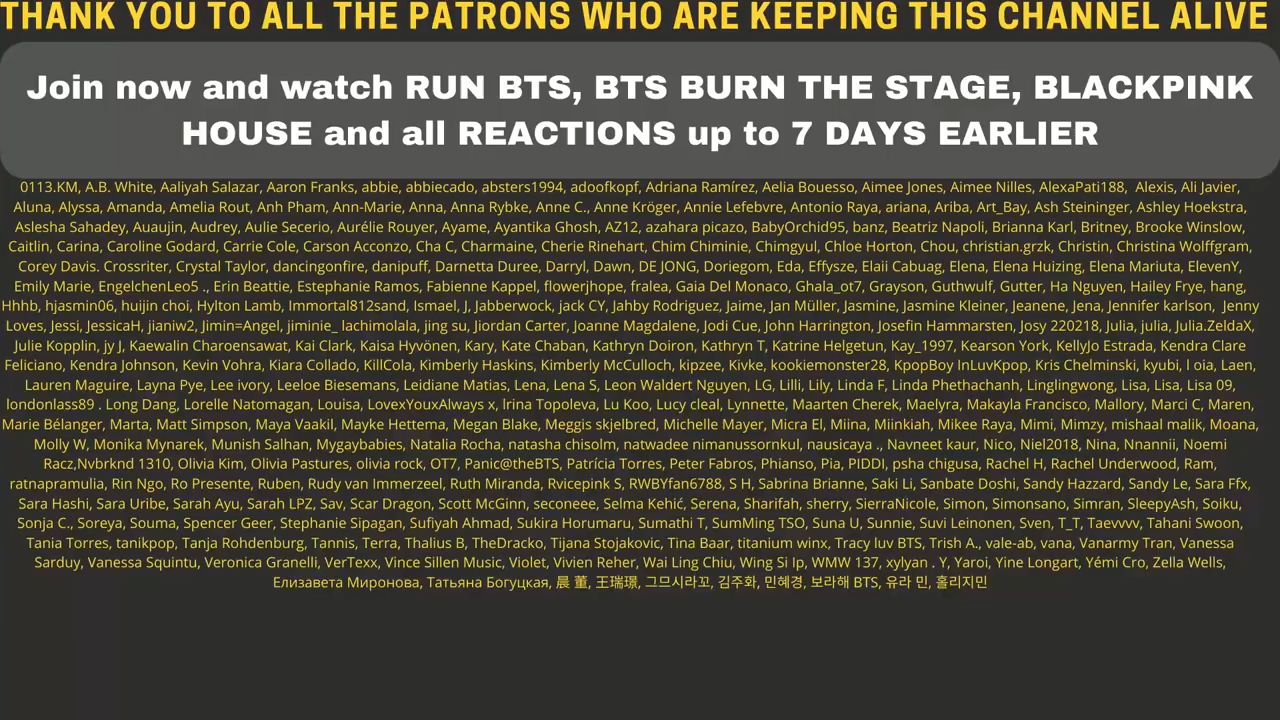 THANK YOU TO ALL THE PATRONS WHO ARE KEEPING THIS CHANNEL ALIVE
Join now and watch RUN BTS, BTS BURN THE STAGE, BLACKPINK
HOUSE and all REACTIONS up to 7 DAYS EARLIER
0113.KM, A.B. White, Aaliyah Salazar, Aaron Franks, abbie, abbiecado, absters1994, adoofkopf, Adriana Ramírez, Aelia Bouesso, Aimee Jones, Aimee Nilles, AlexaPati188, Alexis, Ali Javier,
Aluna, Alyssa, Amanda, Amelia Rout, Anh Pham, Ann-Marie, Anna, Anna Rybke, Anne C., Anne Kröger, Annie Lefebvre, Antonio Raya, ariana, Ariba, Art_Bay, Ash Steininger, Ashley Hoekstra,
Aslesha Sahadey, Auaujin, Audrey, Aulie Secerio, Aurélie Rouyer, Ayame, Ayantika Ghosh, AZ12, azahara picazo, BabyOrchid95, banz, Beatriz Napoli, Brianna Karl, Britney, Brooke Winslow,
Caitlin, Carina, Caroline Godard, Carrie Cole, Carson Acconzo, Cha C, Charmaine, Cherie Rinehart, Chim Chiminie, Chimgyul, Chloe Horton, Chou, christian.grzk, Christin, Christina Wolffgram,
Corey Davis. Crossriter, Crystal Taylor, dancingonfire, danipuff, Darnetta Duree, Darryl, Dawn, DE JONG, Doriegom, Eda, Effysze, Elaii Cabuag, Elena, Elena Huizing, Elena Mariuta, ElevenY,
Emily Marie, EngelchenLeo5 ., Erin Beattie, Estephanie Ramos, Fabienne Kappel, flowerjhope, fralea, Gaia Del Monaco, Ghala_ot7, Grayson, Guthwulf, Gutter, Ha Nguyen, Hailey Frye, hang,
Hhhb, hjasmin06, huijin choi, Hylton Lamb, Immortal812sand, Ismael, J, Jabberwock, jack CY, Jahby Rodriguez, Jaime, Jan Müller, Jasmine, Jasmine Kleiner, Jeanene, Jena, Jennifer karlson, Jenny
Loves, Jessi, JessicaH, jianiw2, Jimin=Angel, jiminie_ lachimolala, jing su, Jiordan Carter, Joanne Magdalene, Jodi Cue, John Harrington, Josefin Hammarsten, Josy 220218, Julia, julia, Julia.ZeldaX,
Julie Kopplin, jy J, Kaewalin Charoensawat, Kai Clark, Kaisa Hyvönen, Kary, Kate Chaban, Kathryn Doiron, Kathryn T, Katrine Helgetun, Kay_1997, Kearson York, KellyJo Estrada, Kendra Clare
Feliciano, Kendra Johnson, Kevin Vohra, Kiara Collado, KillCola, Kimberly Haskins, Kimberly McCulloch, kipzee, Kivke, kookiemonster28, KpopBoy InLuvKpop, Kris Chelminski, kyubi, l oia, Laen,
Lauren Maguire, Layna Pye, Lee ivory, Leeloe Biesemans, Leidiane Matias, Lena, Lena S, Leon Waldert Nguyen, LG, Lilli, Lily, Linda F, Linda Phethachanh, Linglingwong, Lisa, Lisa, Lisa 09,
londonlass89 . Long Dang, Lorelle Natomagan, Louisa, LovexYouxAlways x, lrina Topoleva, Lu Koo, Lucy cleal, Lynnette, Maarten Cherek, Maelyra, Makayla Francisco, Mallory, Marci C, Maren,
Marie Bélanger, Marta, Matt Simpson, Maya Vaakil, Mayke Hettema, Megan Blake, Meggis skjelbred, Michelle Mayer, Micra El, Miina, Miinkiah, Mikee Raya, Mimi, Mimzy, mishaal malik, Moana,
Molly W, Monika Mynarek, Munish Salhan, Mygaybabies, Natalia Rocha, natasha chisolm, natwadee nimanussornkul, nausicaya ., Navneet kaur, Nico, Niel2018, Nina, Nnannii, Noemi
Racz,Nvbrknd 1310, Olivia Kim, Olivia Pastures, olivia rock, OT7, Panic@theBTS, Patrícia Torres, Peter Fabros, Phianso, Pia, PIDDI, psha chigusa, Rachel H, Rachel Underwood, Ram,
ratnapramulia, Rin Ngo, Ro Presente, Ruben, Rudy van Immerzeel, Ruth Miranda, Rvicepink S, RWBYfan6788, S H, Sabrina Brianne, Saki Li, Sanbate Doshi, Sandy Hazzard, Sandy Le, Sara Ffx,
Sara Hashi, Sara Uribe, Sarah Ayu, Sarah LPZ, Sav, Scar Dragon, Scott McGinn, seconeee, Selma Kehić, Serena, Sharifah, sherry, SierraNicole, Simon, Simonsano, Simran, SleepyAsh, Soiku,
Sonja C., Soreya, Souma, Spencer Geer, Stephanie Sipagan, Sufiyah Ahmad, Sukira Horumaru, Sumathi T, SumMing TSO, Suna U, Sunnie, Suvi Leinonen, Sven, T_T, Taevvvv, Tahani Swoon,
Tania Torres, tanikpop, Tanja Rohdenburg, Tannis, Terra, Thalius B, TheDracko, Tijana Stojakovic, Tina Baar, titanium winx, Tracy luv BTS, Trish A., vale-ab, vana, Vanarmy Tran, Vanessa
Sarduy, Vanessa Squintu, Veronica Granelli, VerTexx, Vince Sillen Music, Violet, Vivien Reher, Wai Ling Chiu, Wing Si Ip, WMW 137, xylyan . Y, Yaroi, Yine Longart, Yémi Cro, Zella Wells,
Елизавета Миронова, Татьяна Богуцкая, 晨 董, 王瑞璟, 그므시라꼬, 김주화, 민혜경, 보라해 BTS, 유라 민, 홀리지민